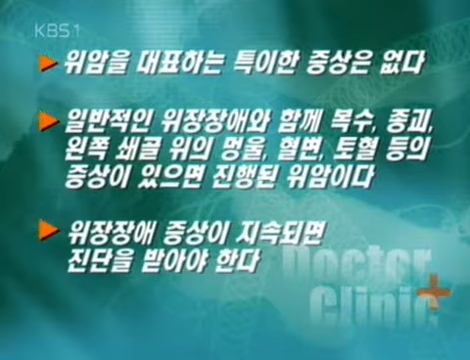 KBS1
위암을 대표하는 특이한 증상은 없다
일반적인 위장장애와 함께 복수, 종괴,
왼쪽 쇄골 위의 멍울, 혈변, 토혈 등의
증상이 있으면 진행된 위암이다
위장장애 증상이 지속되면
진단을 받아야 한다
Doctor
Clinic+